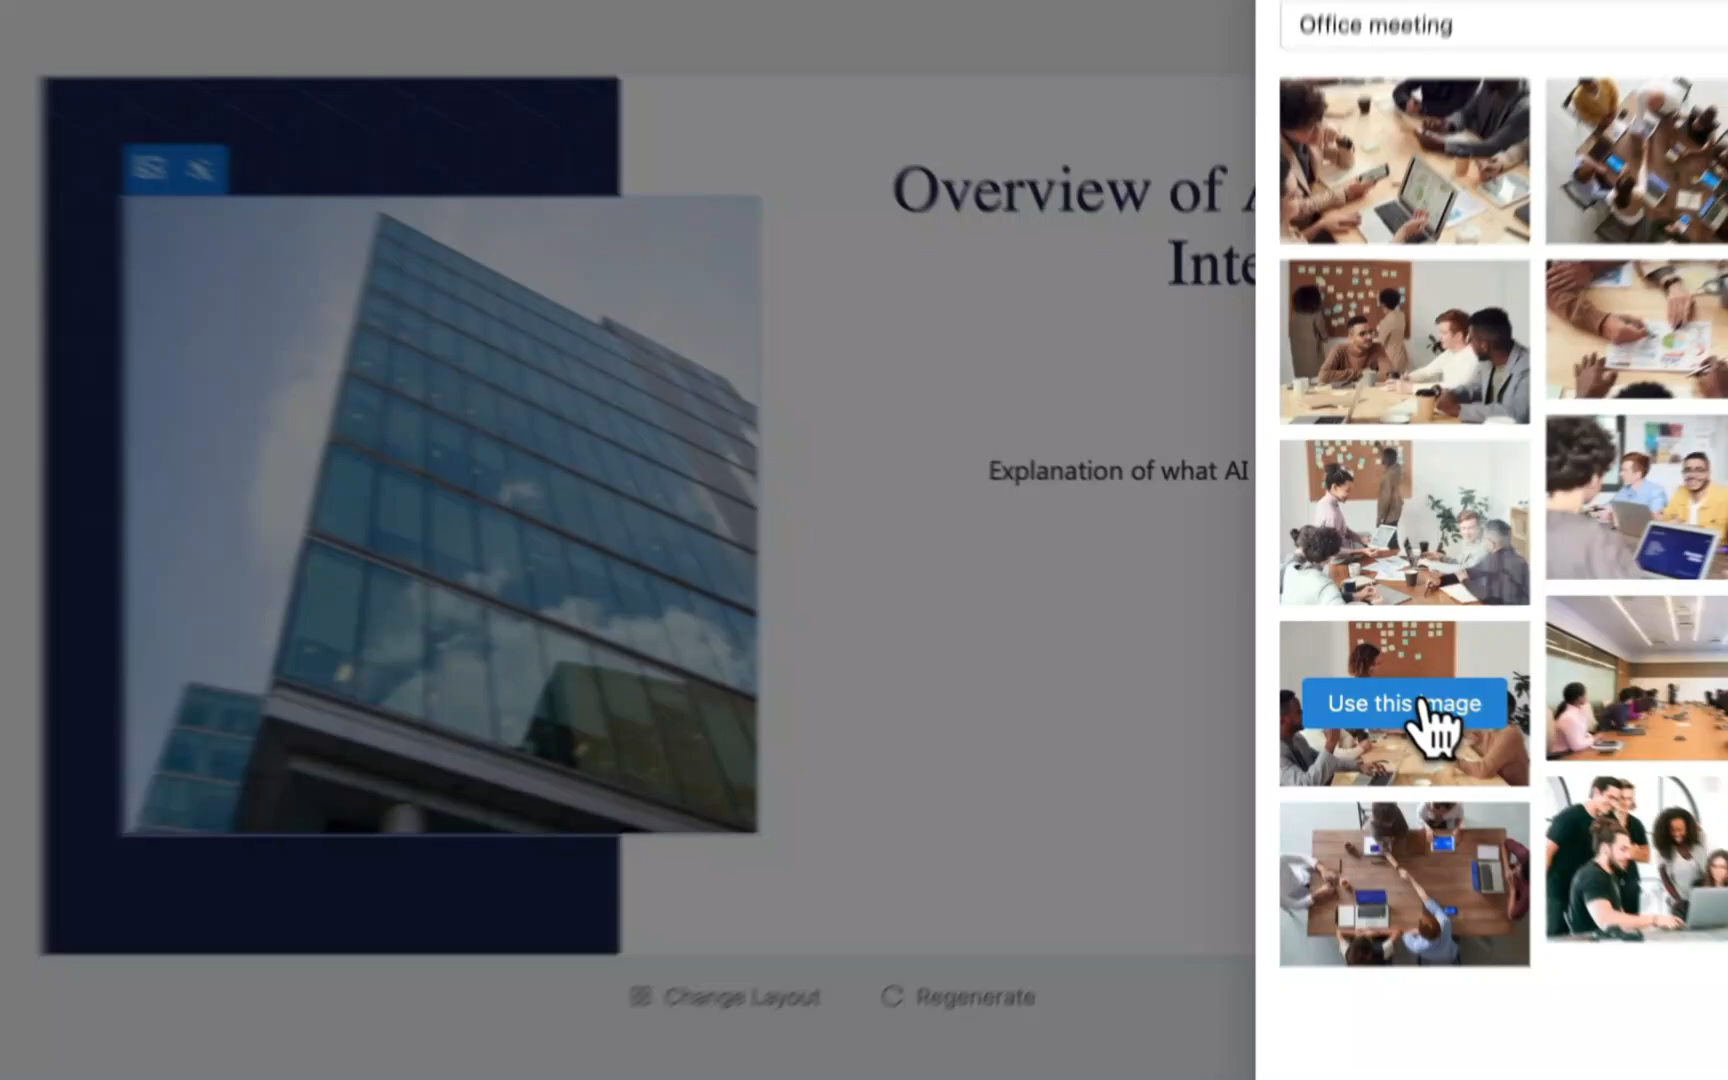 Office meeting
Overview of
Inte
Explanation of what AI
Use this image
Change Layout
Regenerate